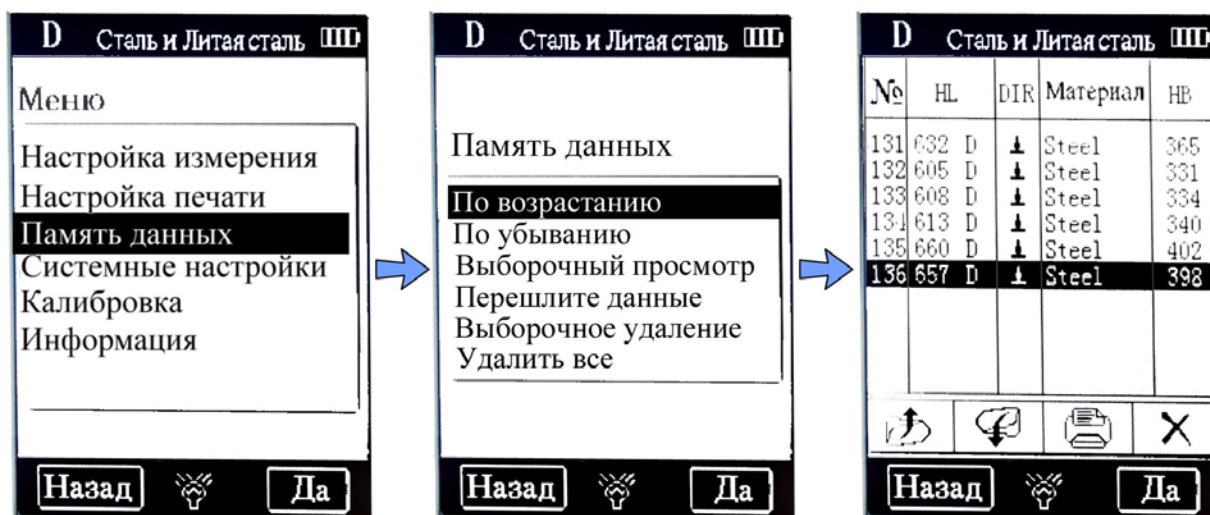 D Сталь и Литая сталь
Меню
Настройка измерения
Настройка печати
Память данных
Системные настройки
Калибровка
Информация
Назад Да
D Сталь и Литая сталь
Память данных
По возрастанию
По убыванию
Выборочный просмотр
Перешлите данные
Выборочное удаление
Удалить все
Назад Да
D Сталь и Литая сталь
№ HL DIR Материал HB
131 632 D Steel 365
132 605 D Steel 331
133 608 D Steel 334
134 613 D Steel 340
135 660 D Steel 402
136 657 D Steel 398
Назад Да